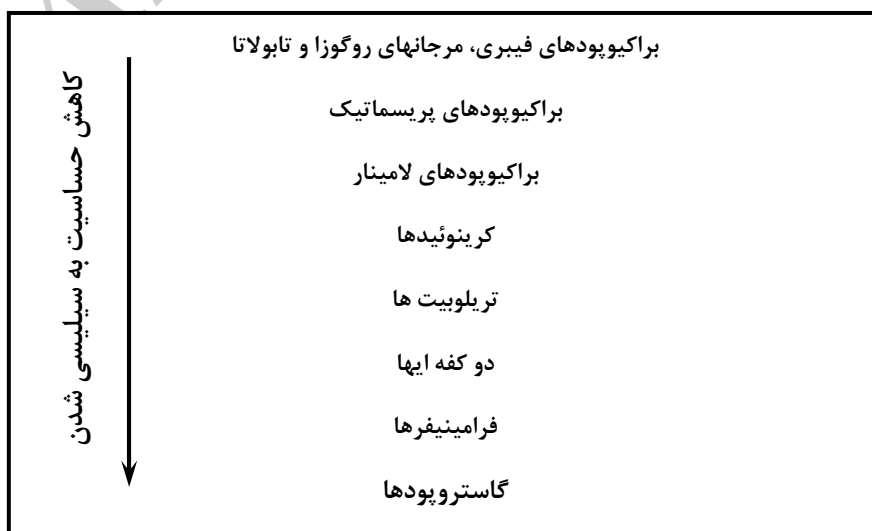 براکیوپودهای فیبری، مرجانهای روگوزا و تابولاتا
براکیوپودهای پریسماتیک
براکیوپودهای لامینار
کرینوئیدها
تریلوبیت ها
دو کفه ایها
فرامینیفرها
گاستروپودها
کاهش حساسیت به سیلیسی شدن